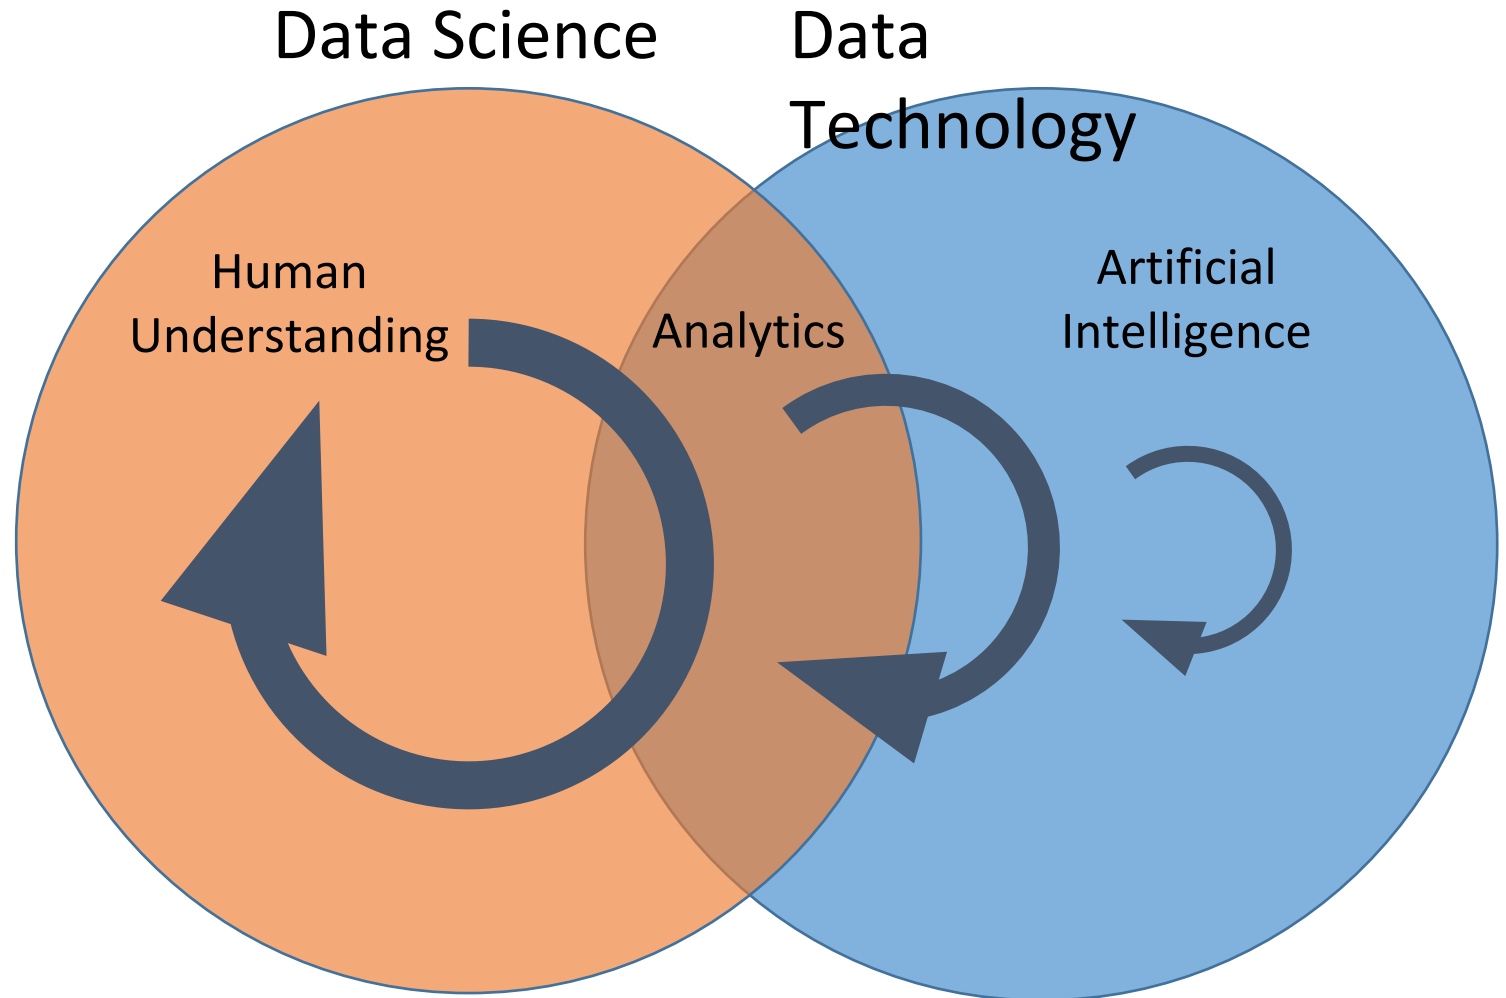 Data Science
Data
Technology
Human
Understanding
Analytics
Artificial
Intelligence